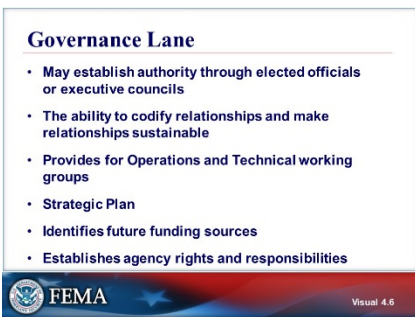 Governance Lane
• May establish authority through elected officials
or executive councils
• The ability to codify relationships and make
relationships sustainable
• Provides for Operations and Technical working
groups
• Strategic Plan
• Identifies future funding sources
• Establishes agency rights and responsibilities
FEMA
Visual 4.6